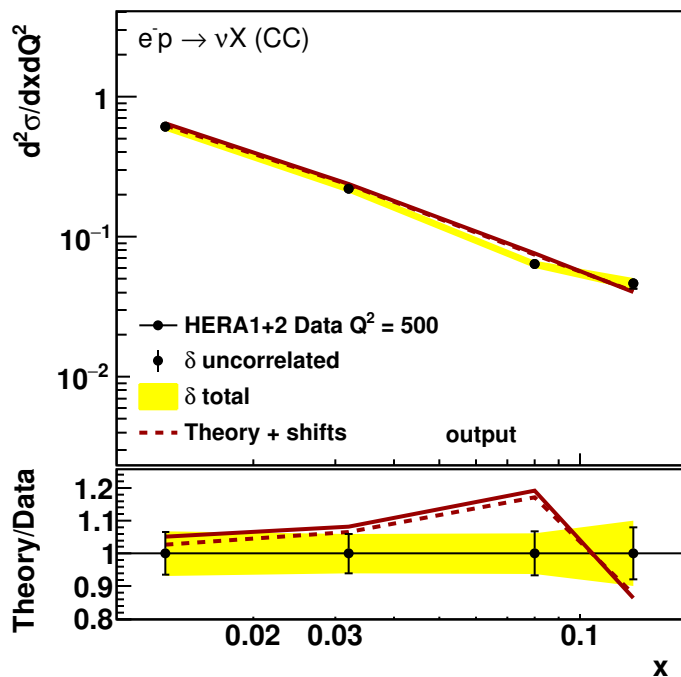 e⁻p → νX (CC)
d²σ/dxdQ²
1
10⁻¹
10⁻²
HERA1+2 Data Q² = 500
δ uncorrelated
δ total
Theory + shifts
output
Theory/Data
1.2
1.1
1
0.9
0.8
0.02 0.03 0.1
x